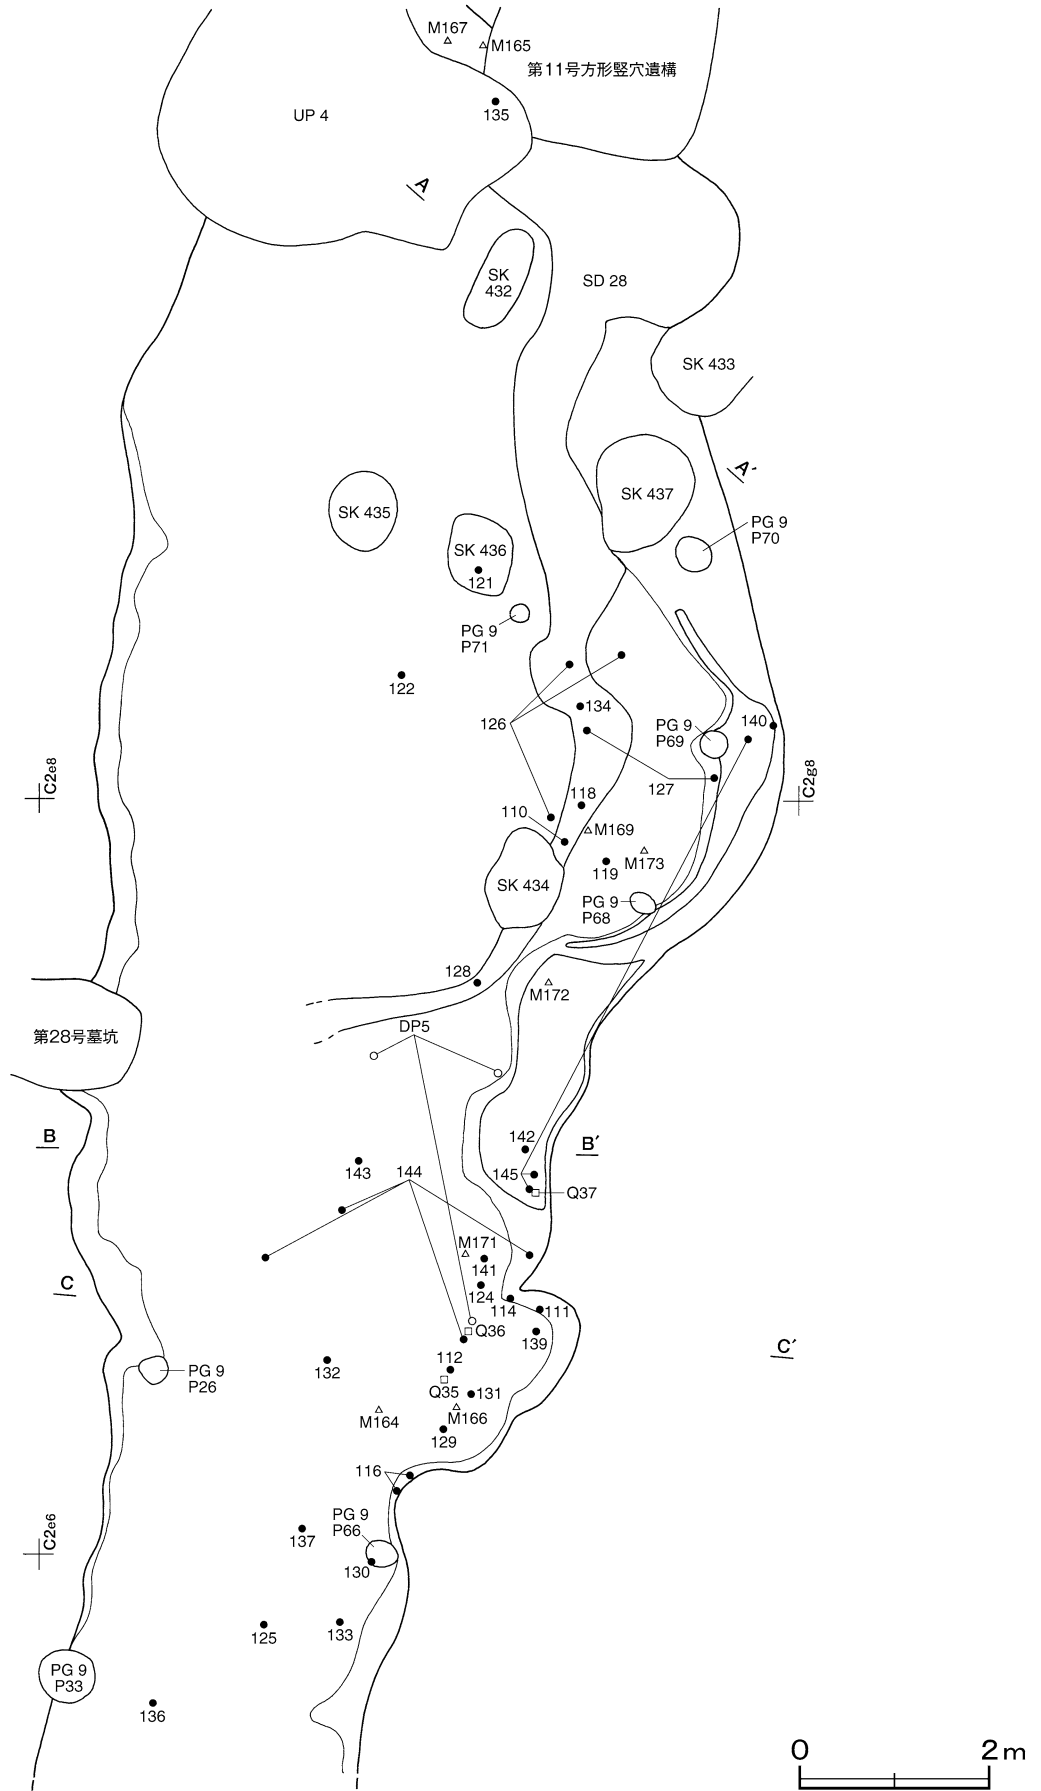 M167
M165
第11号方形竪穴遺構
135
UP 4
A
SK
432
SD 28
SK 433
A´
SK 437
SK 435
PG 9
P70
SK 436
121
PG 9
P71
122
134
126
PG 9
P69
140
C2e8
C2g8
127
118
110
M169
M173
119
SK 434
PG 9
P68
128
M172
DP5
第28号墓坑
B
142
B´
143
144
145
Q37
M171
141
C
124
114
111
Q36
139
C´
132
112
PG 9
P26
Q35
131
M164
M166
129
116
PG 9
P66
137
C2e6
130
125
133
PG 9
P33
136
0
2m